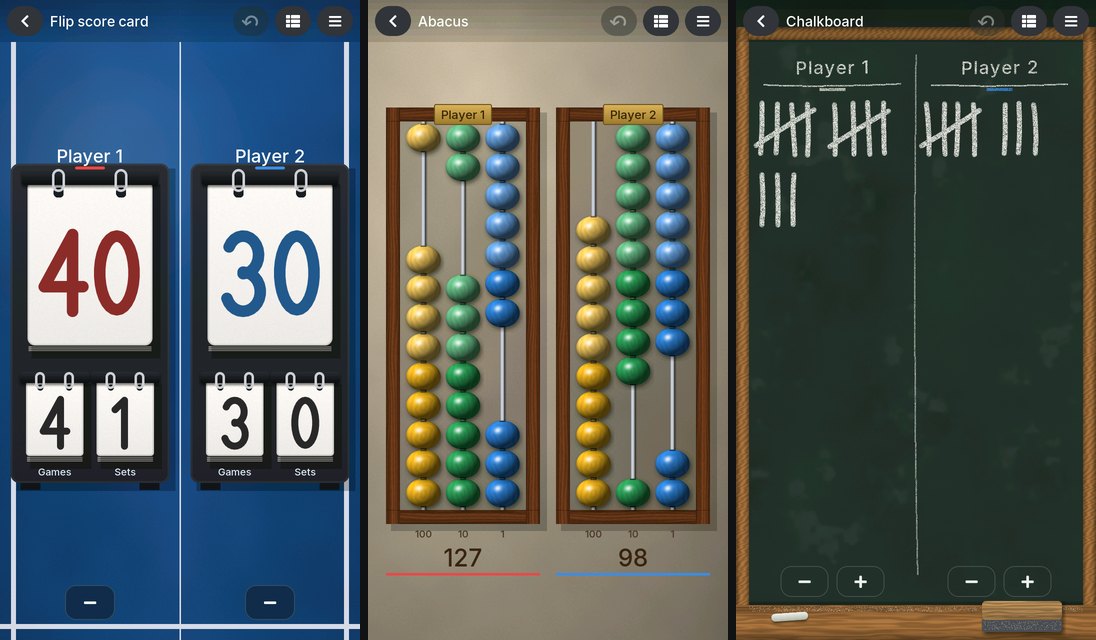 Flip score card
Player 1
Player 2
40
30
4
1
3
0
Games
Sets
Games
Sets
Abacus
Player 1
Player 2
100
10
1
100
10
1
127
98
Chalkboard
Player 1
Player 2